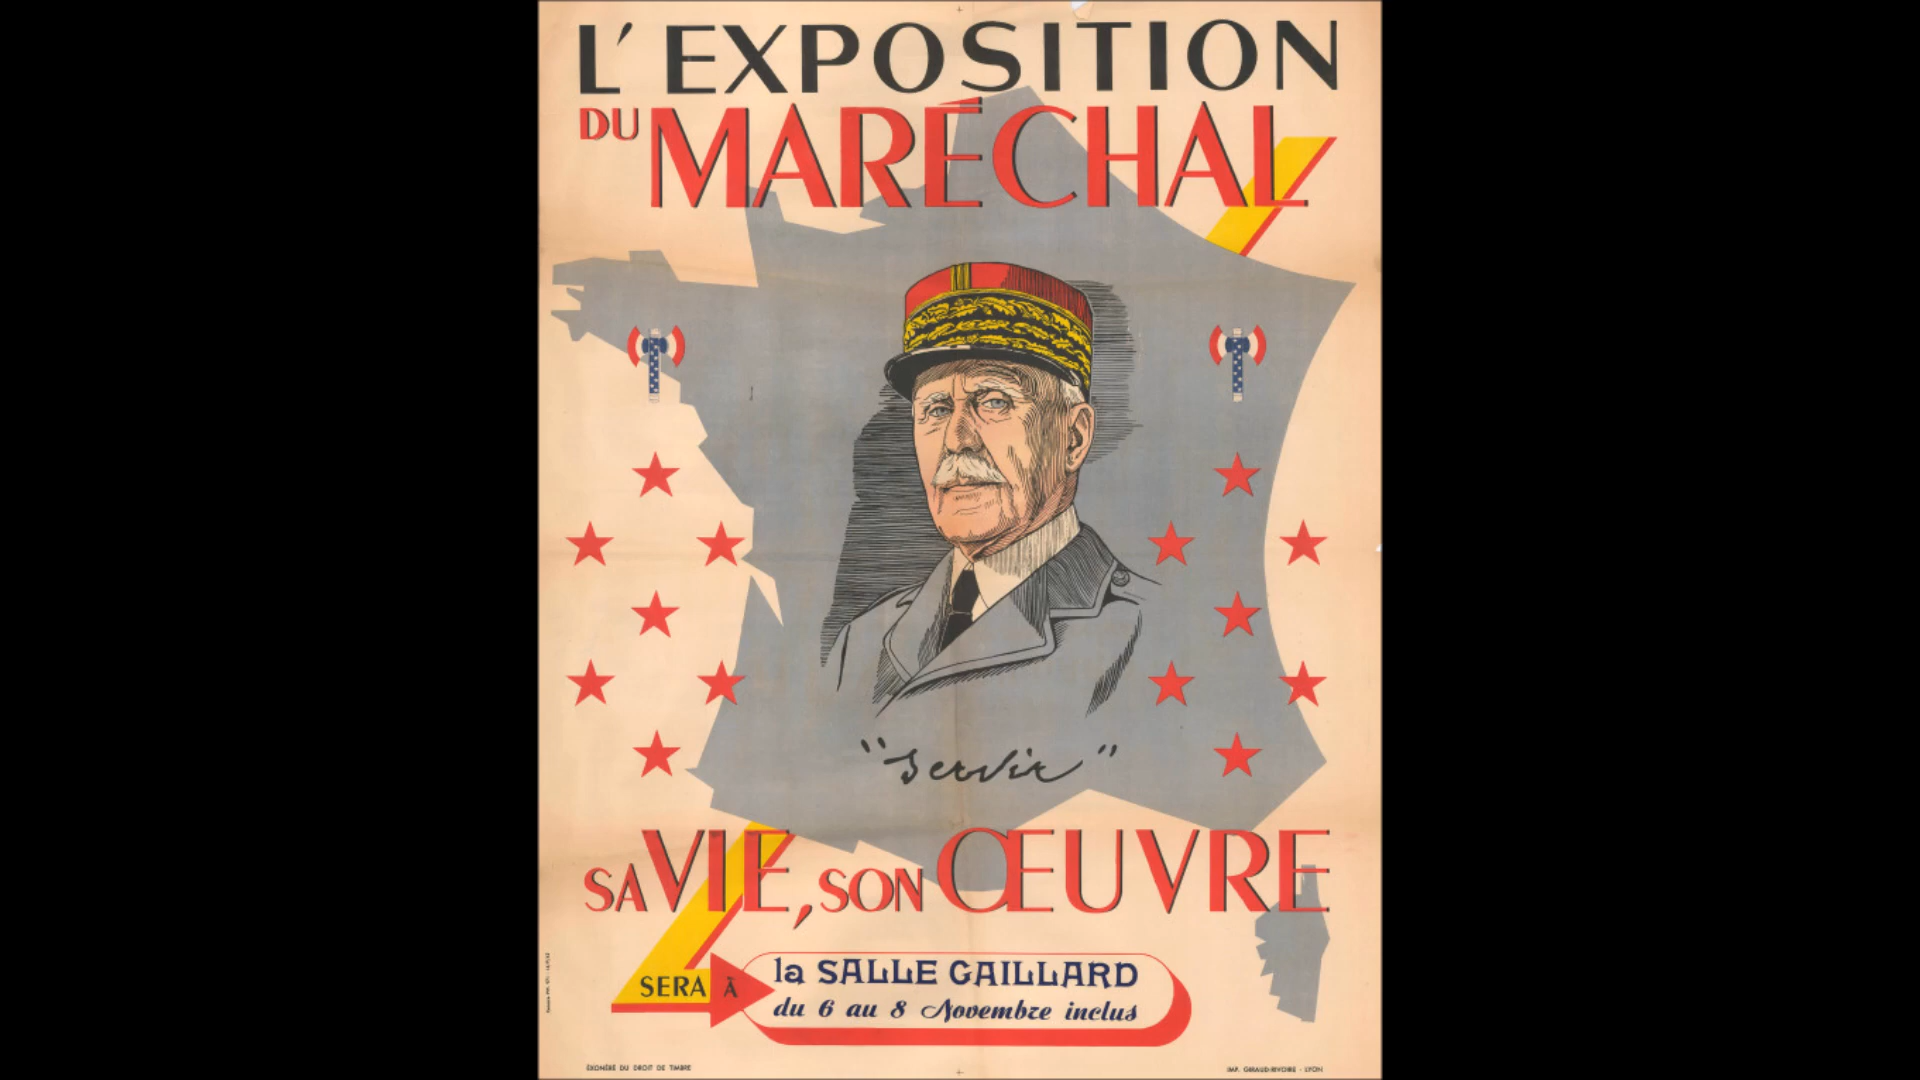 L'EXPOSITION
DU MARÉCHAL
"Servir"
SA VIE, SON ŒUVRE
SERA À
la SALLE GAILLARD
du 6 au 8 Novembre inclus
EXONÉRÉ DU DROIT DE TIMBRE
IMP. GIRAUD-RIVOIRE - LYON